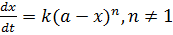 dx/dt = k(a − x)ⁿ, n ≠ 1